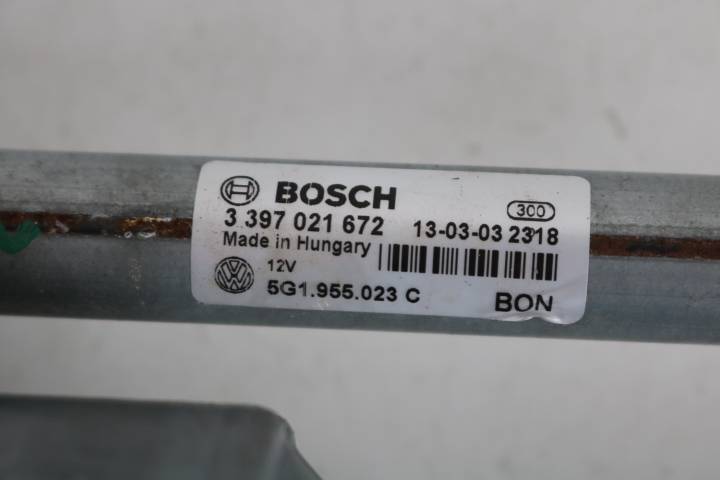 BOSCH
300
3 397 021 672 13-03-03 2318
Made in Hungary
12V
5G1.955.023 C BON